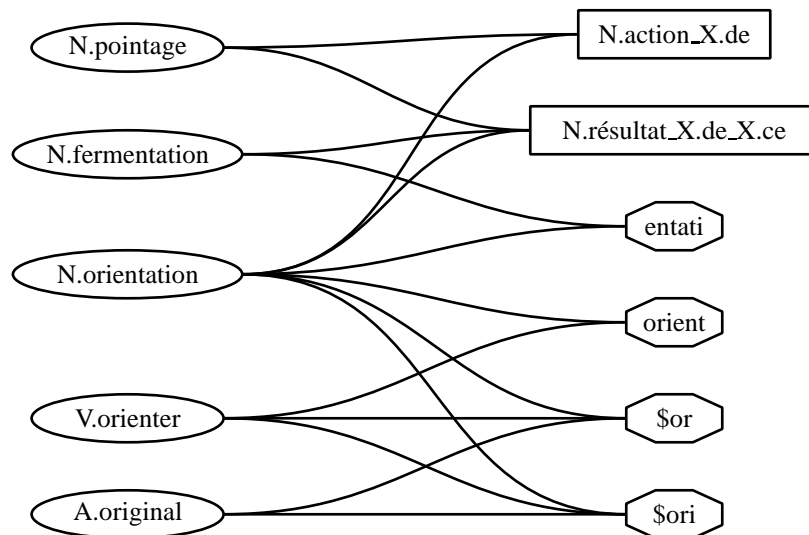 N.pointage
N.action_X.de
N.fermentation
N.résultat_X.de_X.ce
entati
N.orientation
orient
V.orienter
$or
A.original
$ori